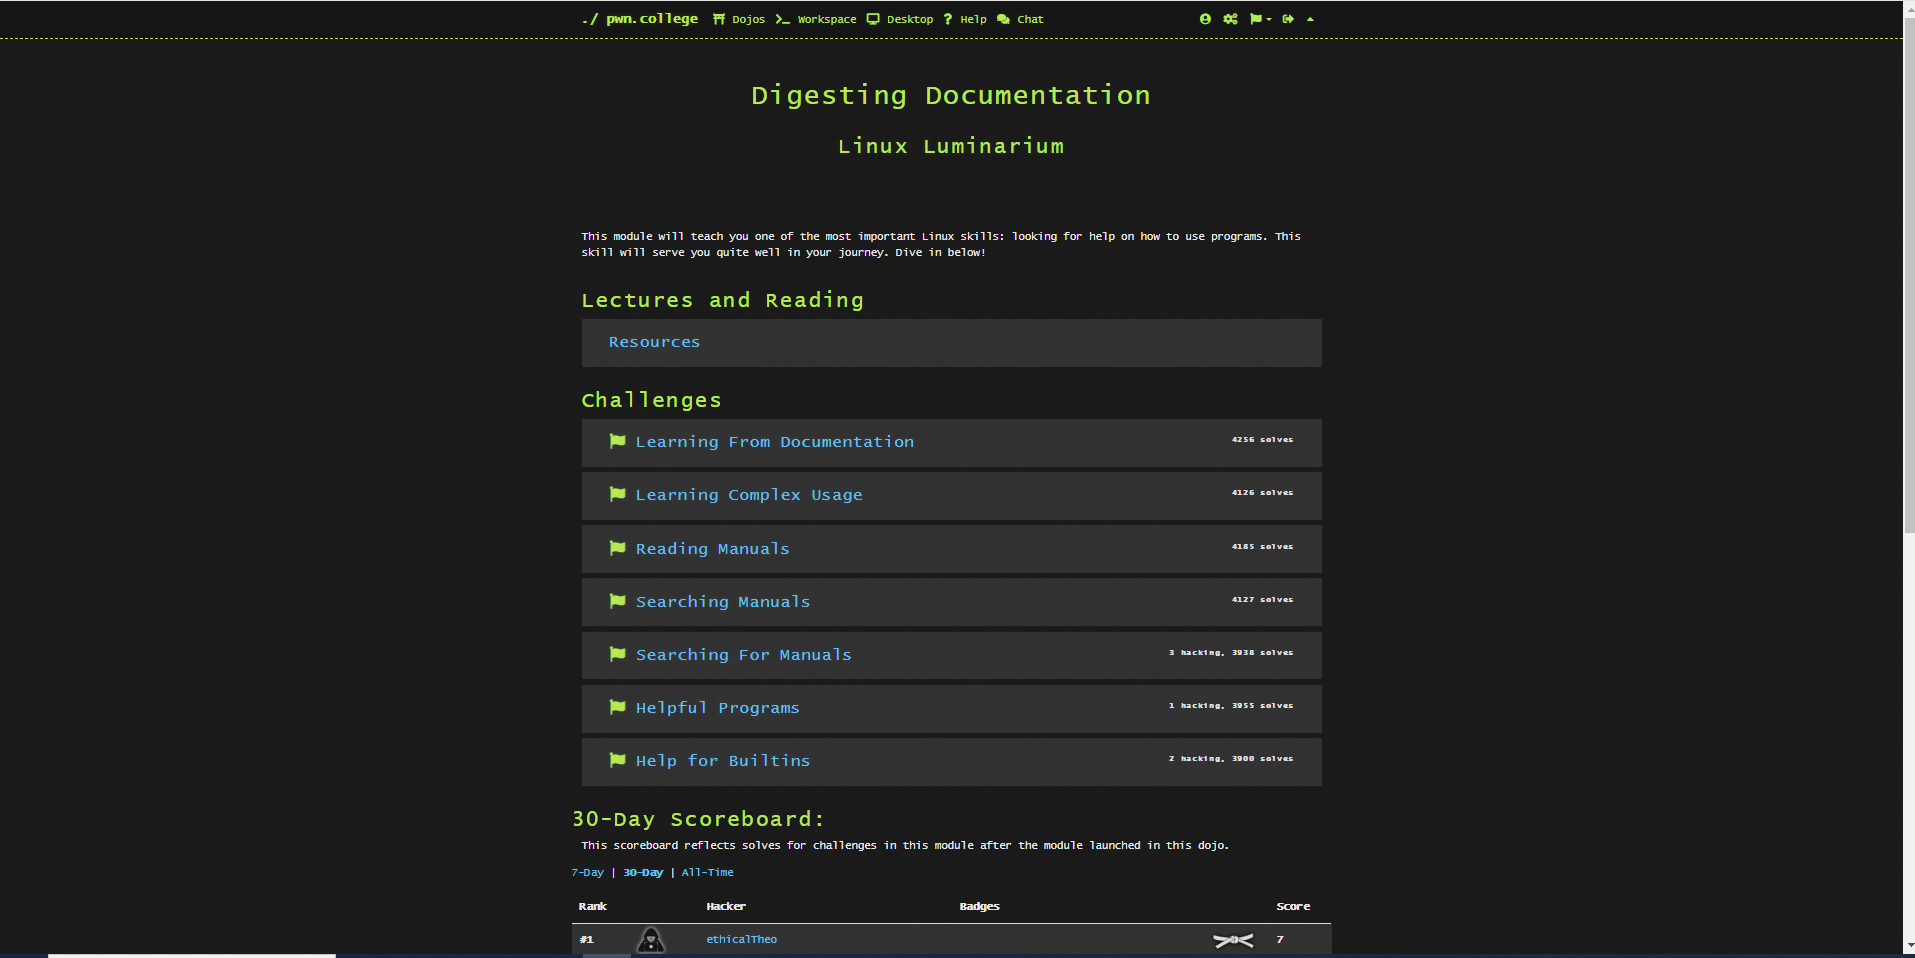 ./ pwn.college Dojos Workspace Desktop ? Help Chat
Digesting Documentation
Linux Luminarium
This module will teach you one of the most important Linux skills: looking for help on how to use programs. This
skill will serve you quite well in your journey. Dive in below!
Lectures and Reading
Resources
Challenges
Learning From Documentation 4256 solves
Learning Complex Usage 4126 solves
Reading Manuals 4185 solves
Searching Manuals 4127 solves
Searching For Manuals 3 hacking, 3938 solves
Helpful Programs 1 hacking, 3955 solves
Help for Builtins 2 hacking, 3900 solves
30-Day Scoreboard:
This scoreboard reflects solves for challenges in this module after the module launched in this dojo.
7-Day | 30-Day | All-Time
Rank Hacker Badges Score
#1 ethicalTheo 7